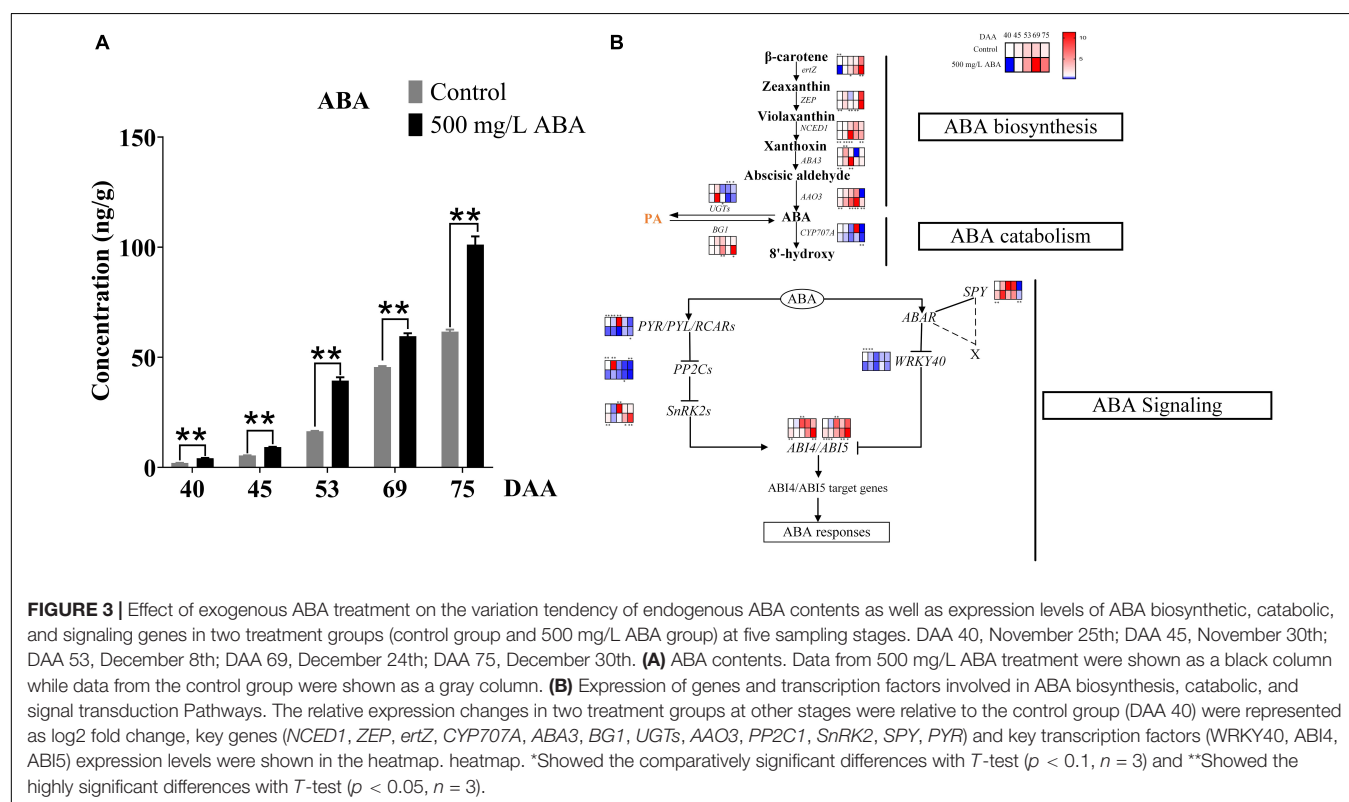 A
ABA
Control
500 mg/L ABA
Concentration (ng/g)
150
100
50
0
**
**
**
**
**
40 45 53 69 75 DAA
B
DAA 40 45 53 69 75
Control
500 mg/L ABA
10
5
β-carotene
ertZ
Zeaxanthin
ZEP
Violaxanthin
NCED1
Xanthoxin
ABA3
Abscisic aldehyde
AAO3
UGTs
PA
ABA
BG1
CYP707A
8'-hydroxy
ABA biosynthesis
ABA catabolism
ABA
SPY
PYR/PYL/RCARs
ABAR
X
PP2Cs
WRKY40
SnRK2s
ABI4/ABI5
ABI4/ABI5 target genes
ABA responses
ABA Signaling
FIGURE 3 | Effect of exogenous ABA treatment on the variation tendency of endogenous ABA contents as well as expression levels of ABA biosynthetic, catabolic,
and signaling genes in two treatment groups (control group and 500 mg/L ABA group) at five sampling stages. DAA 40, November 25th; DAA 45, November 30th;
DAA 53, December 8th; DAA 69, December 24th; DAA 75, December 30th. (A) ABA contents. Data from 500 mg/L ABA treatment were shown as a black column
while data from the control group were shown as a gray column. (B) Expression of genes and transcription factors involved in ABA biosynthesis, catabolic, and
signal transduction Pathways. The relative expression changes in two treatment groups at other stages were relative to the control group (DAA 40) were represented
as log2 fold change, key genes (NCED1, ZEP, ertZ, CYP707A, ABA3, BG1, UGTs, AAO3, PP2C1, SnRK2, SPY, PYR) and key transcription factors (WRKY40, ABI4,
ABI5) expression levels were shown in the heatmap. heatmap. *Showed the comparatively significant differences with T-test (p < 0.1, n = 3) and **Showed the
highly significant differences with T-test (p < 0.05, n = 3).